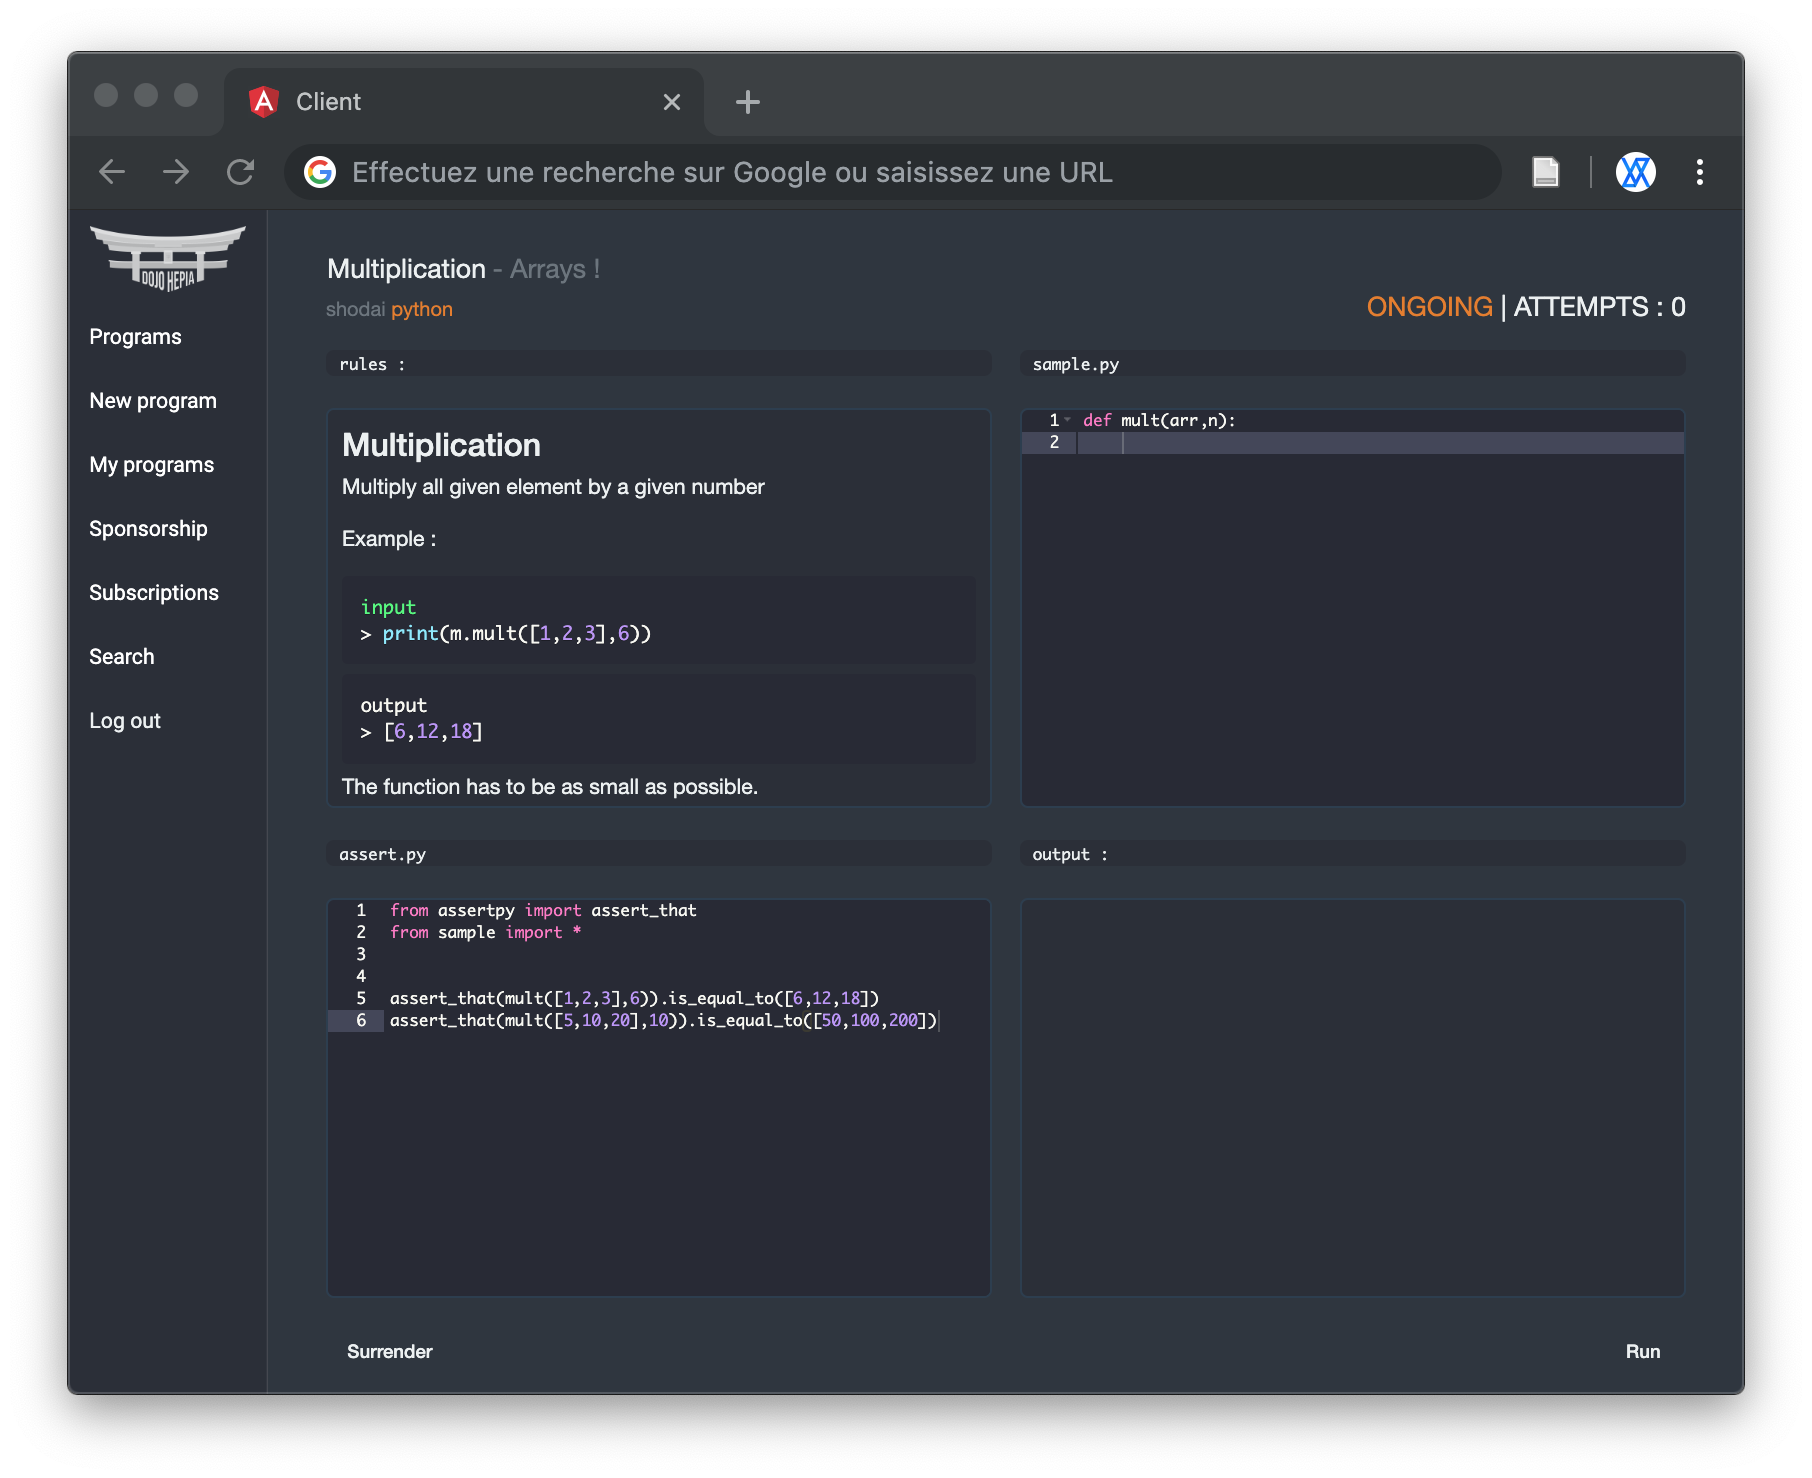 Client
Effectuez une recherche sur Google ou saisissez une URL
DOJO HEPIA
Programs
New program
My programs
Sponsorship
Subscriptions
Search
Log out
Multiplication - Arrays !
shodai python
ONGOING | ATTEMPTS : 0
rules :
Multiplication
Multiply all given element by a given number
Example :
input
> print(m.mult([1,2,3],6))
output
> [6,12,18]
The function has to be as small as possible.
sample.py
1 def mult(arr,n):
2
assert.py
1 from assertpy import assert_that
2 from sample import *
3
4
5 assert_that(mult([1,2,3],6)).is_equal_to([6,12,18])
6 assert_that(mult([5,10,20],10)).is_equal_to([50,100,200])
output :
Surrender
Run